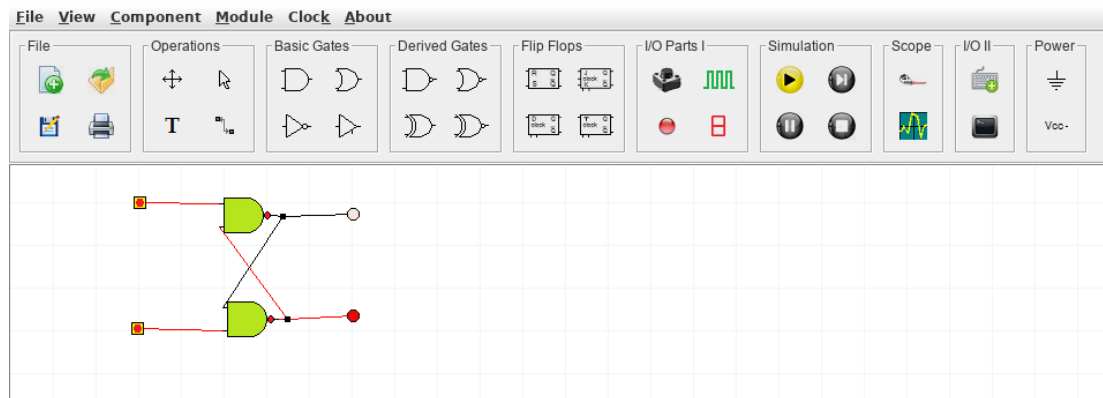 File View Component Module Clock About
File Operations Basic Gates Derived Gates Flip Flops I/O Parts I Simulation Scope I/O II Power
T
Vcc-